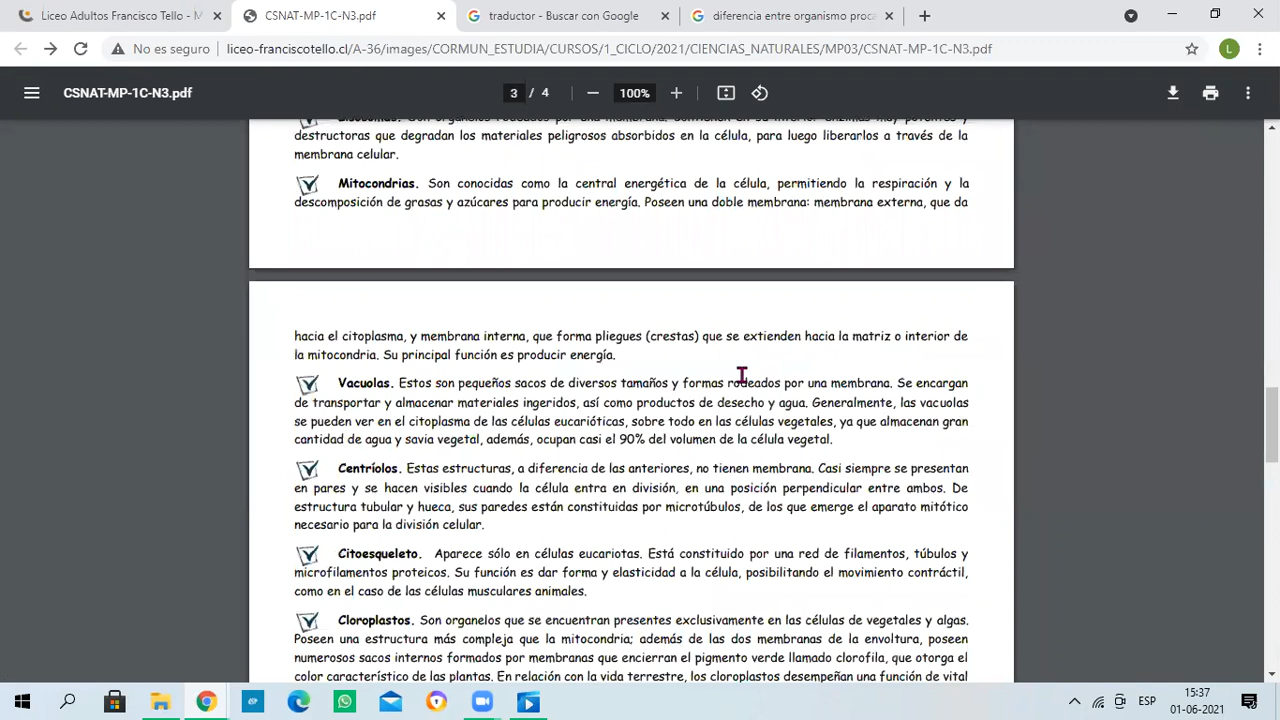 Liceo Adultos Francisco Tello - M
CSNAT-MP-1C-N3.pdf
traductor - Buscar con Google
diferencia entre organismo proca
No es seguro
liceo-franciscotello.cl/A-36/images/CORMUN_ESTUDIA/CURSOS/1_CICLO/2021/CIENCIAS_NATURALES/MP03/CSNAT-MP-1C-N3.pdf
L
CSNAT-MP-1C-N3.pdf
3 / 4
100%
destructoras que degradan los materiales peligrosos absorbidos en la célula, para luego liberarlos a través de la
membrana celular.
Mitocondrias. Son conocidas como la central energética de la célula, permitiendo la respiración y la
descomposición de grasas y azúcares para producir energía. Poseen una doble membrana: membrana externa, que da
hacia el citoplasma, y membrana interna, que forma pliegues (crestas) que se extienden hacia la matriz o interior de
la mitocondria. Su principal función es producir energía.
Vacuolas. Estos son pequeños sacos de diversos tamaños y formas rodeados por una membrana. Se encargan
de transportar y almacenar materiales ingeridos, así como productos de desecho y agua. Generalmente, las vacuolas
se pueden ver en el citoplasma de las células eucarióticas, sobre todo en las células vegetales, ya que almacenan gran
cantidad de agua y savia vegetal, además, ocupan casi el 90% del volumen de la célula vegetal.
Centríolos. Estas estructuras, a diferencia de las anteriores, no tienen membrana. Casi siempre se presentan
en pares y se hacen visibles cuando la célula entra en división, en una posición perpendicular entre ambos. De
estructura tubular y hueca, sus paredes están constituidas por microtúbulos, de los que emerge el aparato mitótico
necesario para la división celular.
Citoesqueleto. Aparece sólo en células eucariotas. Está constituido por una red de filamentos, túbulos y
microfilamentos proteicos. Su función es dar forma y elasticidad a la célula, posibilitando el movimiento contráctil,
como en el caso de las células musculares animales.
Cloroplastos. Son organelos que se encuentran presentes exclusivamente en las células de vegetales y algas.
Poseen una estructura más compleja que la mitocondria; además de las dos membranas de la envoltura, poseen
numerosos sacos internos formados por membranas que encierran el pigmento verde llamado clorofila, que otorga el
color característico de las plantas. En relación con la vida terrestre, los cloroplastos desempeñan una función de vital
ESP
15:37
01-06-2021